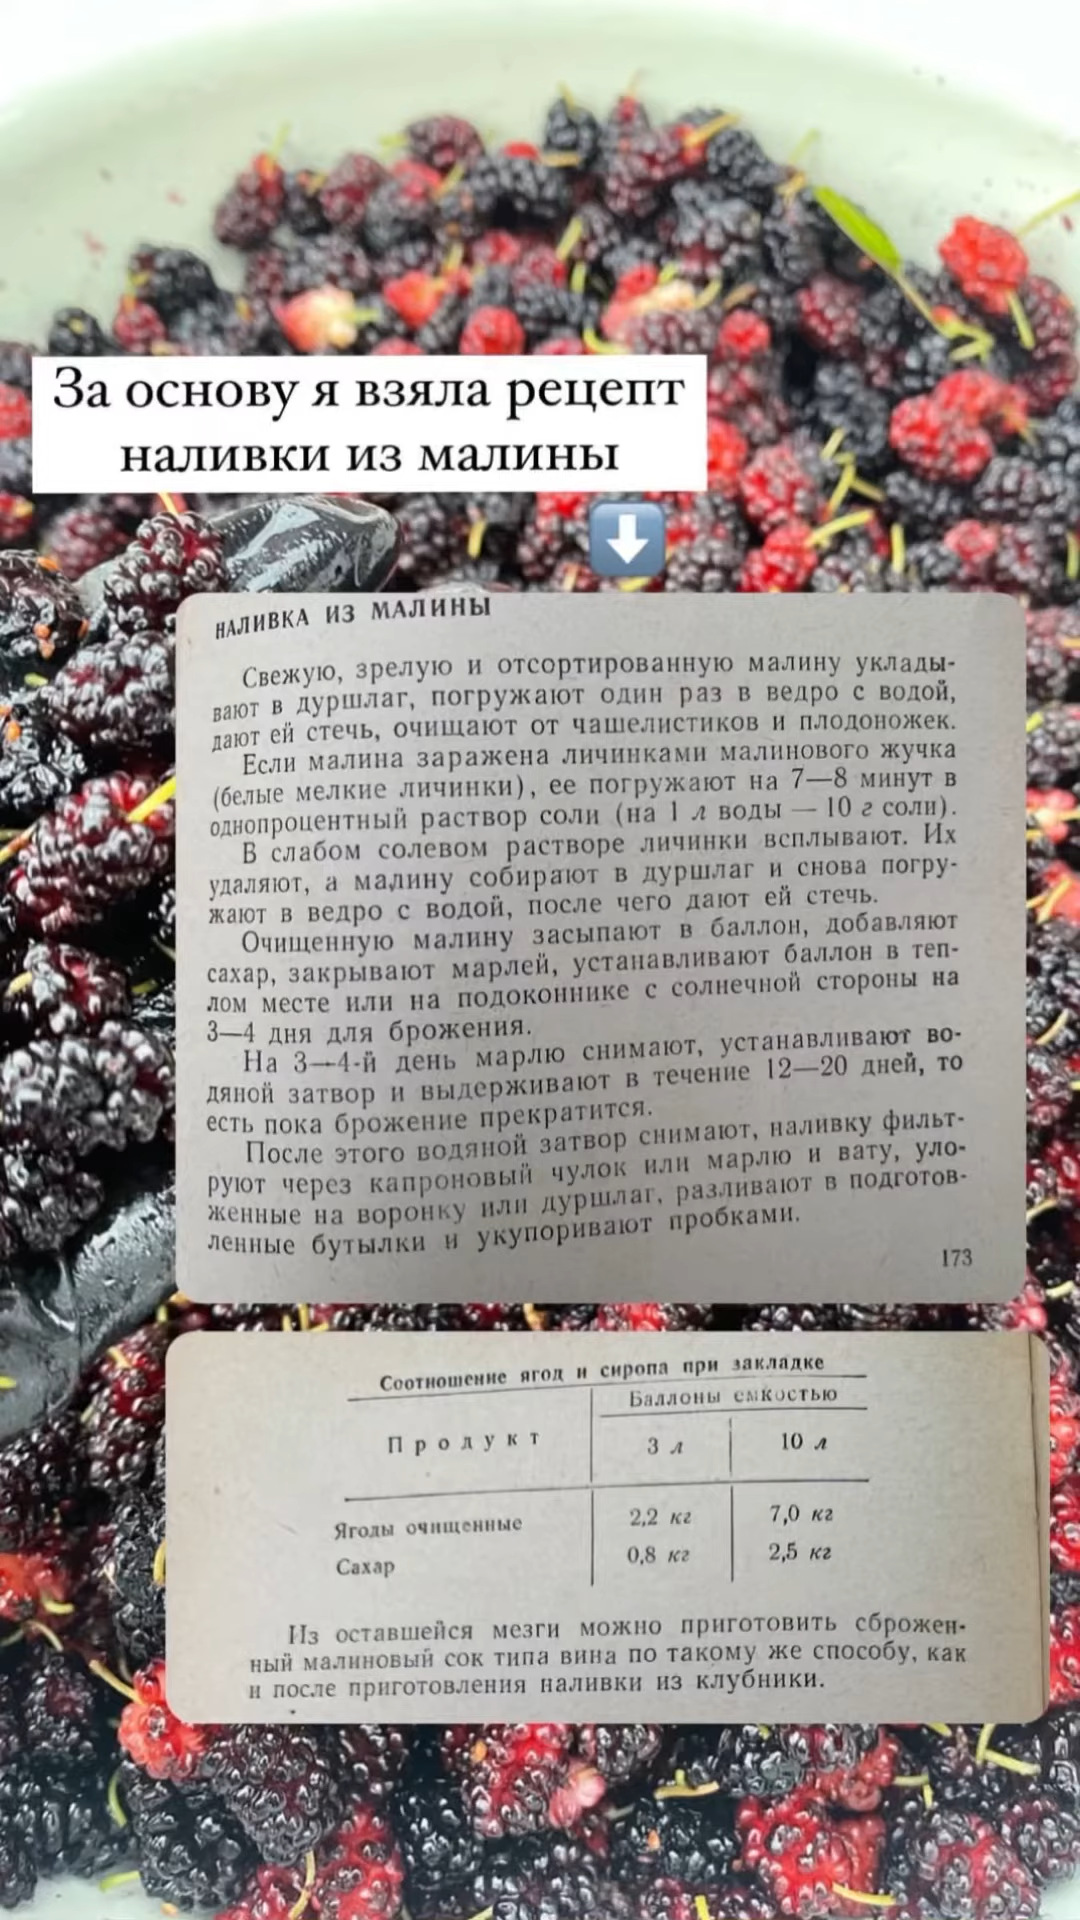 За основу я взяла рецепт
наливки из малины
НАЛИВКА ИЗ МАЛИНЫ
Свежую, зрелую и отсортированную малину уклады-
вают в дуршлаг, погружают один раз в ведро с водой,
дают ей стечь, очищают от чашелистиков и плодоножек.
Если малина заражена личинками малинового жучка
(белые мелкие личинки), ее погружают на 7—8 минут в
однопроцентный раствор соли (на 1 л воды — 10 г соли).
В слабом солевом растворе личинки всплывают. Их
удаляют, а малину собирают в дуршлаг и снова погру-
жают в ведро с водой, после чего дают ей стечь.
Очищенную малину засыпают в баллон, добавляют
сахар, закрывают марлей, устанавливают баллон в теп-
лом месте или на подоконнике с солнечной стороны на
3—4 дня для брожения.
На 3—4-й день марлю снимают, устанавливают во-
дяной затвор и выдерживают в течение 12—20 дней, то
есть пока брожение прекратится.
После этого водяной затвор снимают, наливку фильт-
руют через капроновый чулок или марлю и вату, уло-
женные на воронку или дуршлаг, разливают в подготов-
ленные бутылки и укупоривают пробками.
173
Соотношение ягод и сиропа при закладке
Баллоны емкостью
Продукт
3 л 10 л
Ягоды очищенные 2,2 кг 7,0 кг
Сахар 0,8 кг 2,5 кг
Из оставшейся мезги можно приготовить сброжен-
ный малиновый сок типа вина по такому же способу, как
и после приготовления наливки из клубники.